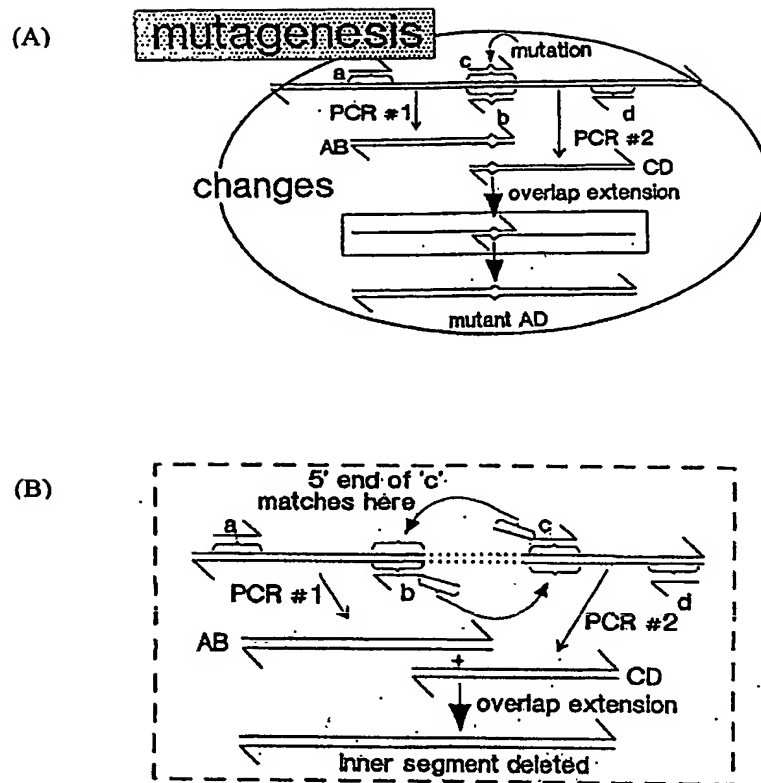 (A)
mutagenesis
mutation
a
c
PCR #1
b
d
AB
PCR #2
CD
changes
overlap extension
mutant AD
(B)
5' end of 'c'
matches here
a
c
PCR #1
b
d
PCR #2
AB
+
CD
overlap extension
Inner segment deleted